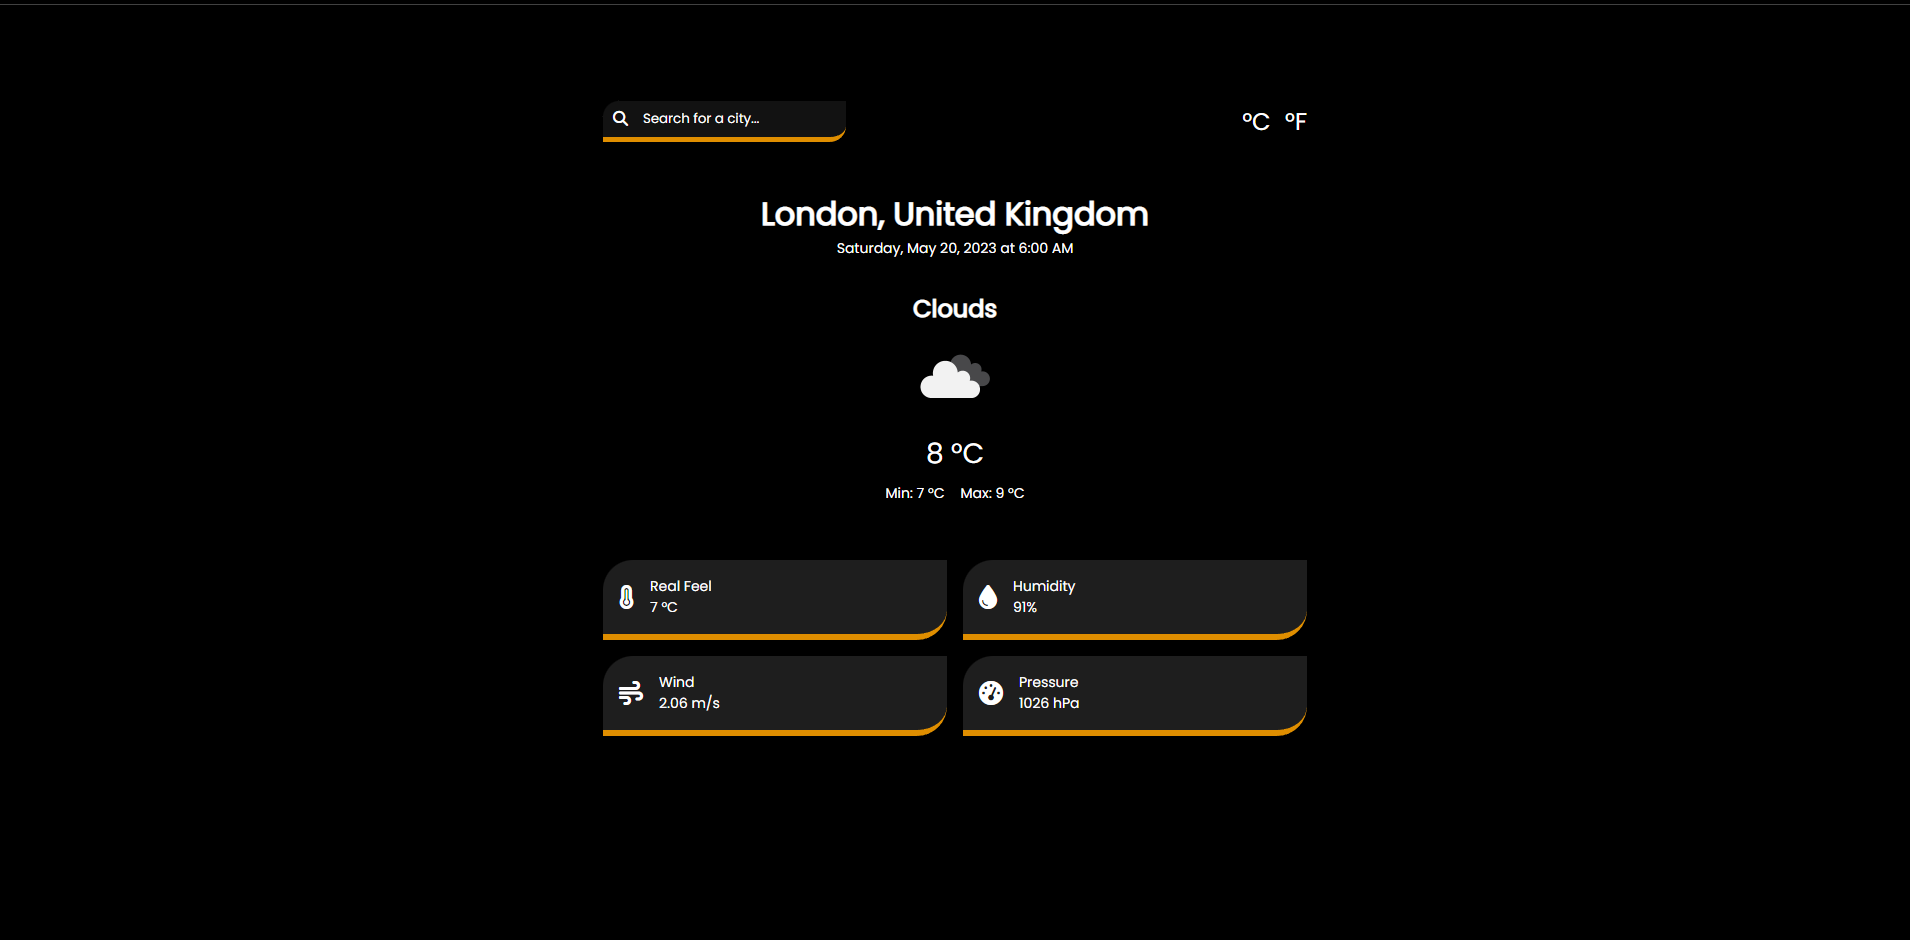 Search for a city...
°C °F
London, United Kingdom
Saturday, May 20, 2023 at 6:00 AM
Clouds
8 °C
Min: 7 °C Max: 9 °C
Real Feel
7 °C
Humidity
91%
Wind
2.06 m/s
Pressure
1026 hPa